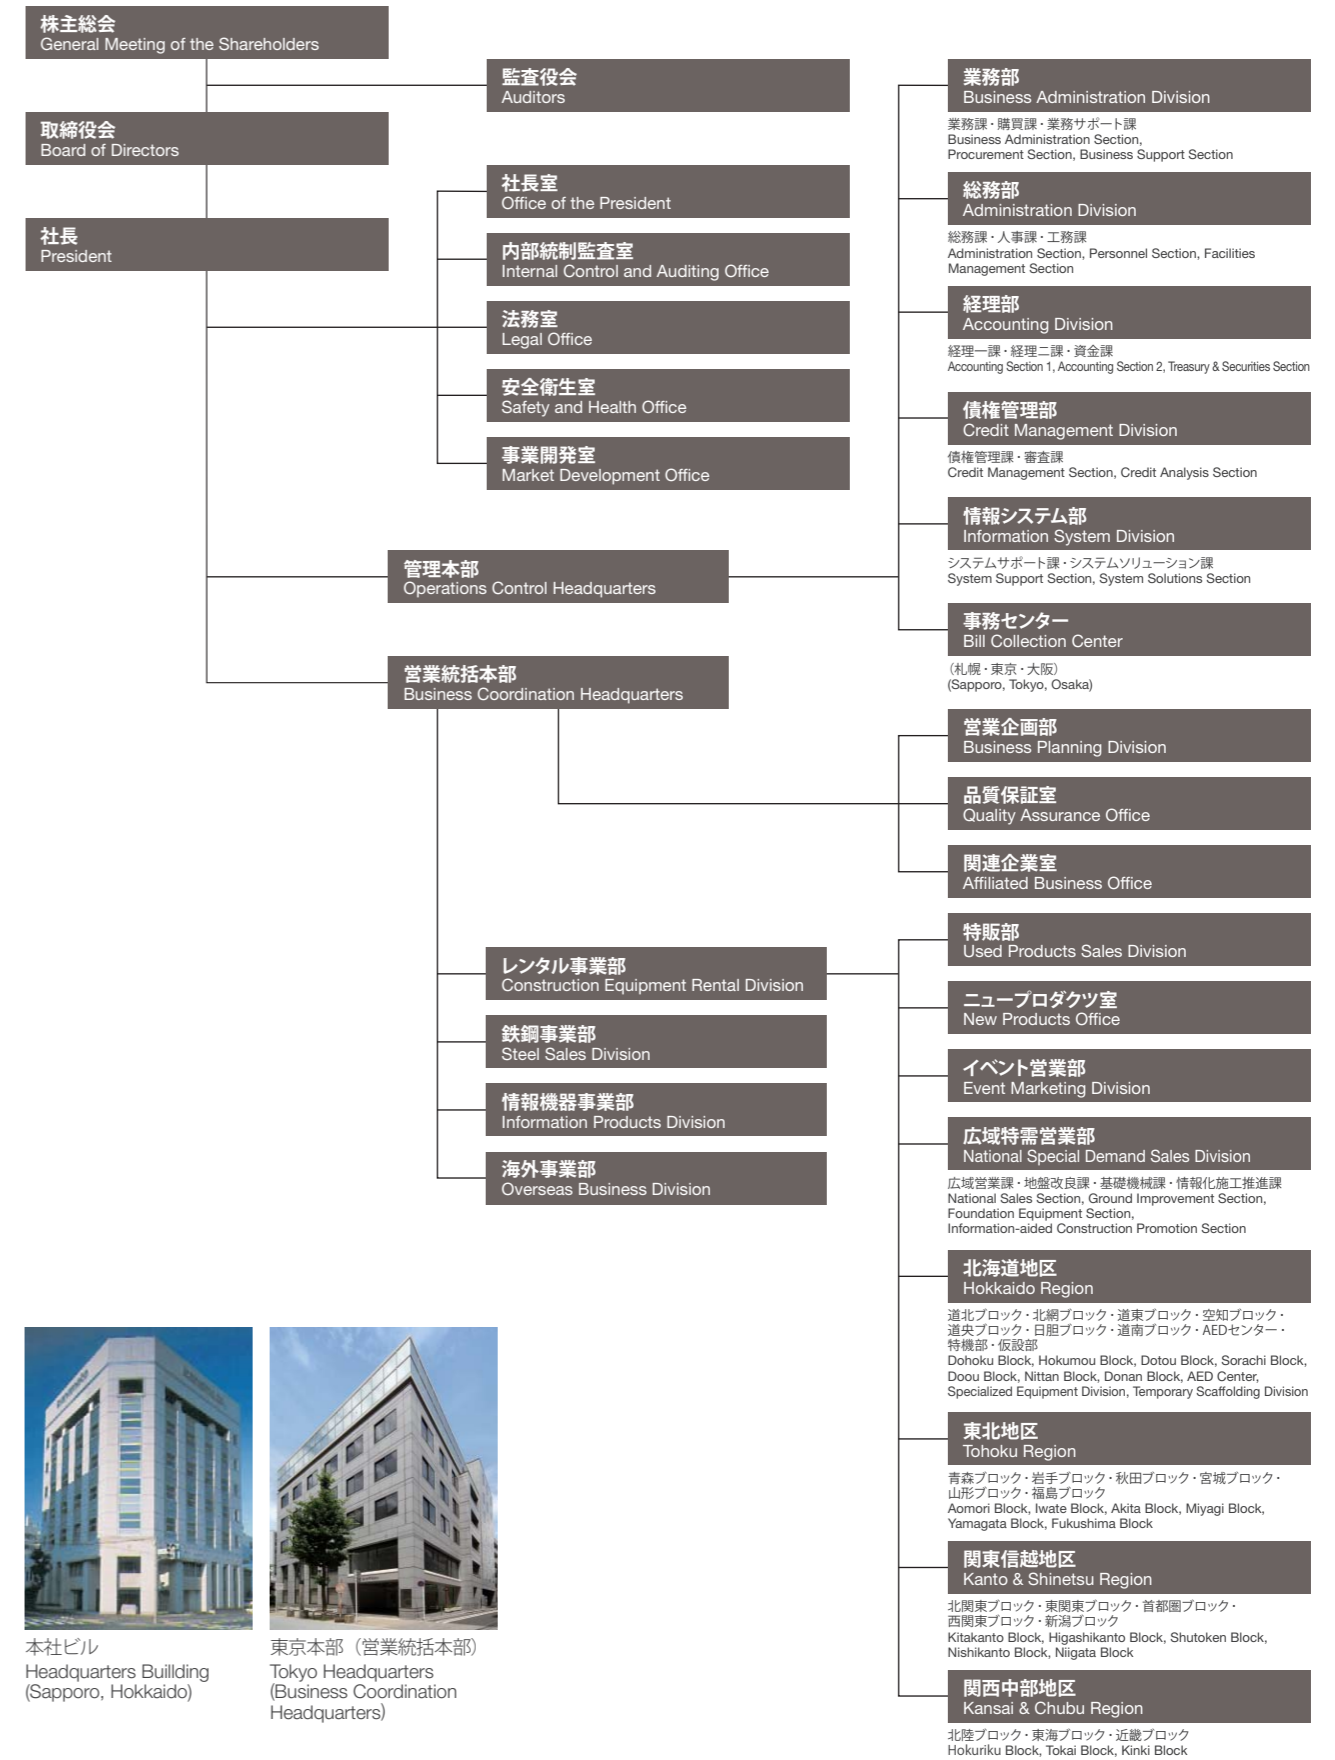 株主総会
General Meeting of the Shareholders
監査役会
Auditors
取締役会
Board of Directors
社長
President
社長室
Office of the President
内部統制監査室
Internal Control and Auditing Office
法務室
Legal Office
安全衛生室
Safety and Health Office
事業開発室
Market Development Office
管理本部
Operations Control Headquarters
業務部
Business Administration Division
業務課・購買課・業務サポート課
Business Administration Section,
Procurement Section, Business Support Section
総務部
Administration Division
総務課・人事課・工務課
Administration Section, Personnel Section, Facilities
Management Section
経理部
Accounting Division
経理一課・経理二課・資金課
Accounting Section 1, Accounting Section 2, Treasury & Securities Section
債権管理部
Credit Management Division
債権管理課・審査課
Credit Management Section, Credit Analysis Section
情報システム部
Information System Division
システムサポート課・システムソリューション課
System Support Section, System Solutions Section
事務センター
Bill Collection Center
（札幌・東京・大阪）
(Sapporo, Tokyo, Osaka)
営業統括本部
Business Coordination Headquarters
営業企画部
Business Planning Division
品質保証室
Quality Assurance Office
関連企業室
Affiliated Business Office
レンタル事業部
Construction Equipment Rental Division
鉄鋼事業部
Steel Sales Division
情報機器事業部
Information Products Division
海外事業部
Overseas Business Division
特販部
Used Products Sales Division
ニュープロダクツ室
New Products Office
イベント営業部
Event Marketing Division
広域特需営業部
National Special Demand Sales Division
広域営業課・地盤改良課・基礎機械課・情報化施工推進課
National Sales Section, Ground Improvement Section,
Foundation Equipment Section,
Information-aided Construction Promotion Section
北海道地区
Hokkaido Region
道北ブロック・北網ブロック・道東ブロック・空知ブロック・
道央ブロック・日胆ブロック・道南ブロック・AEDセンター・
特機部・仮設部
Dohoku Block, Hokumou Block, Dotou Block, Sorachi Block,
Doou Block, Nittan Block, Donan Block, AED Center,
Specialized Equipment Division, Temporary Scaffolding Division
東北地区
Tohoku Region
青森ブロック・岩手ブロック・秋田ブロック・宮城ブロック・
山形ブロック・福島ブロック
Aomori Block, Iwate Block, Akita Block, Miyagi Block,
Yamagata Block, Fukushima Block
関東信越地区
Kanto & Shinetsu Region
北関東ブロック・東関東ブロック・首都圏ブロック・
西関東ブロック・新潟ブロック
Kitakanto Block, Higashikanto Block, Shutoken Block,
Nishikanto Block, Niigata Block
関西中部地区
Kansai & Chubu Region
北陸ブロック・東海ブロック・近畿ブロック
Hokuriku Block, Tokai Block, Kinki Block
本社ビル
Headquarters Buillding
(Sapporo, Hokkaido)
東京本部（営業統括本部）
Tokyo Headquarters
(Business Coordination
Headquarters)